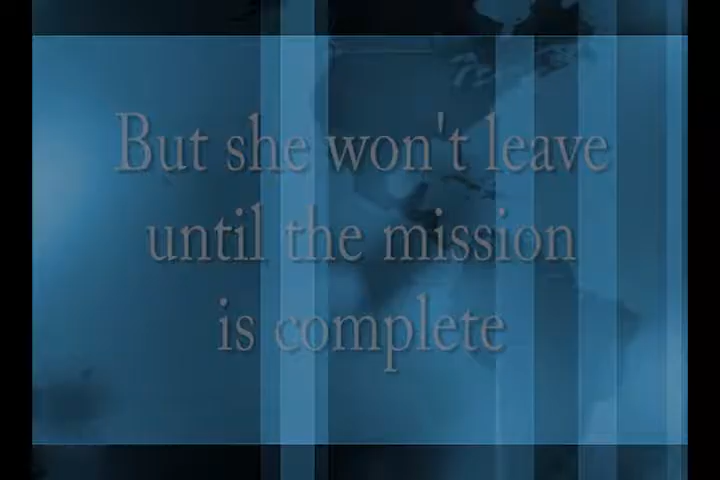 But she won't leave
until the mission
is complete